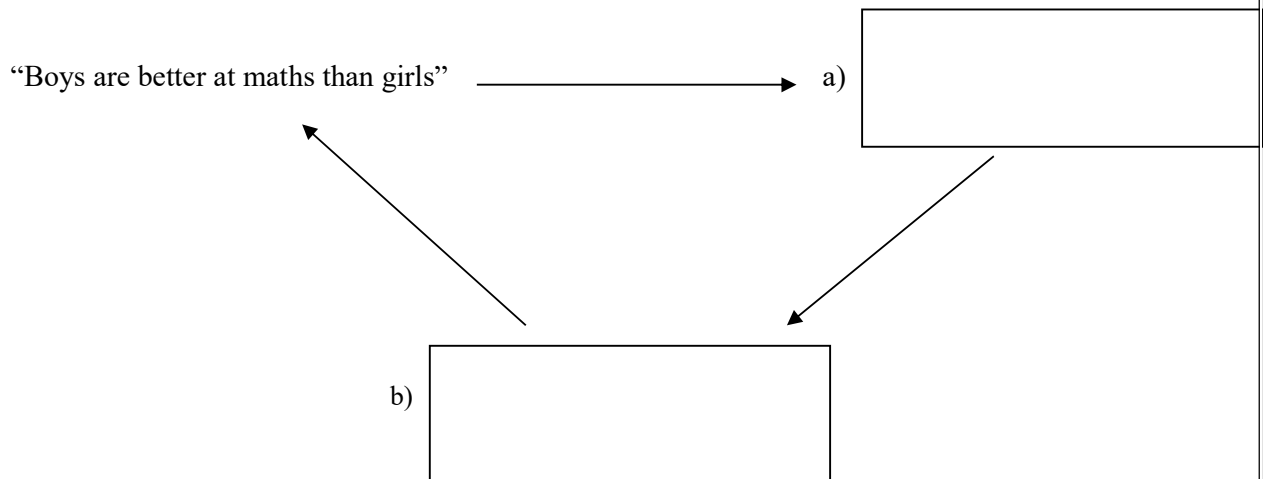 “Boys are better at maths than girls”
a)
b)